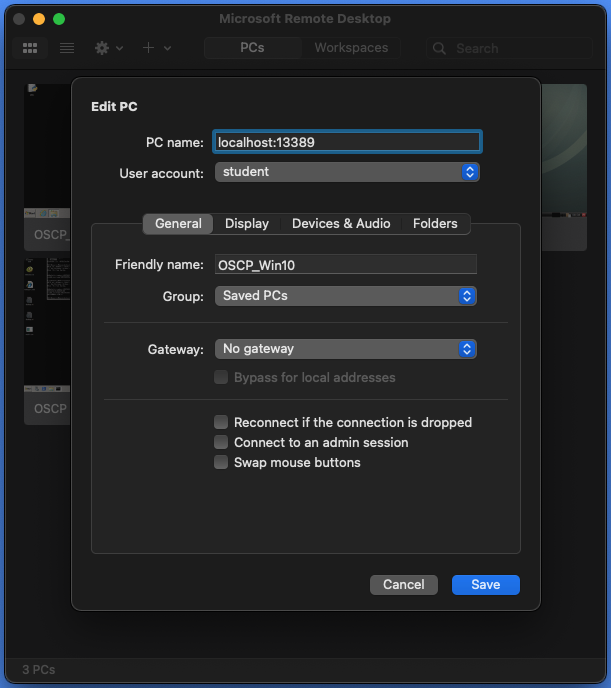 Microsoft Remote Desktop
PCs
Workspaces
Search
Edit PC
PC name:
localhost:13389
User account:
student
General
Display
Devices & Audio
Folders
Friendly name:
OSCP_Win10
Group:
Saved PCs
Gateway:
No gateway
Bypass for local addresses
Reconnect if the connection is dropped
Connect to an admin session
Swap mouse buttons
Cancel
Save
OSCP_
OSCP
3 PCs